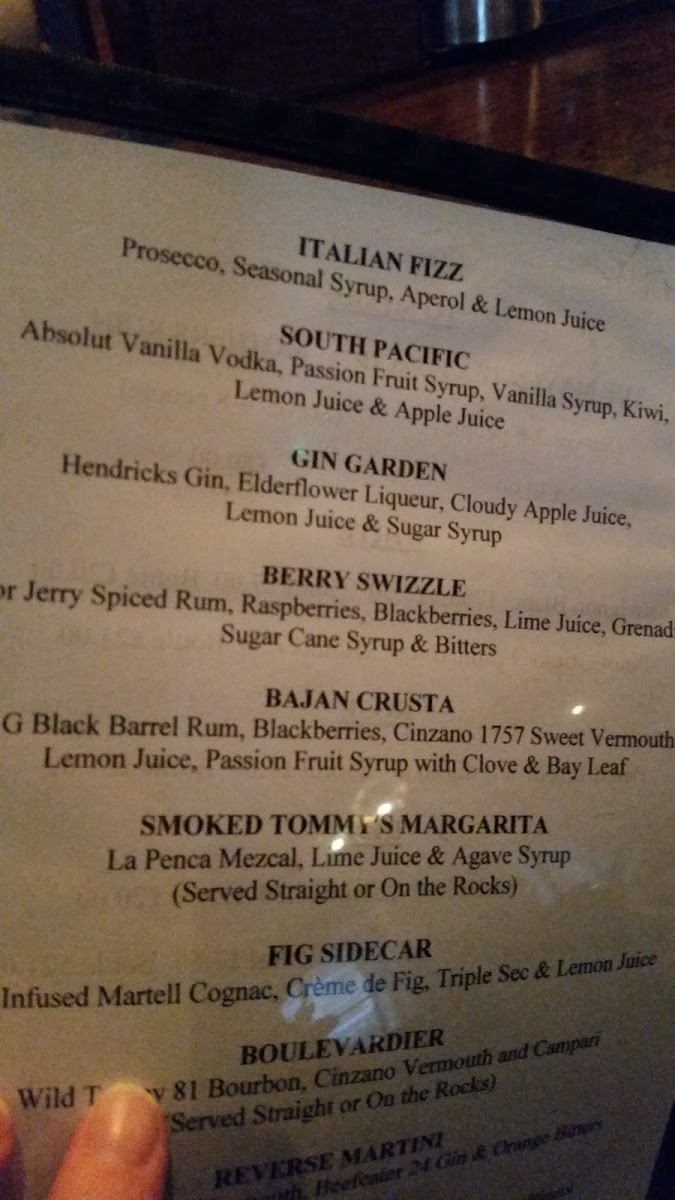 ITALIAN FIZZ
Prosecco, Seasonal Syrup, Aperol & Lemon Juice
SOUTH PACIFIC
Absolut Vanilla Vodka, Passion Fruit Syrup, Vanilla Syrup, Kiwi,
Lemon Juice & Apple Juice
GIN GARDEN
Hendricks Gin, Elderflower Liqueur, Cloudy Apple Juice,
Lemon Juice & Sugar Syrup
BERRY SWIZZLE
or Jerry Spiced Rum, Raspberries, Blackberries, Lime Juice, Grenad
Sugar Cane Syrup & Bitters
BAJAN CRUSTA
G Black Barrel Rum, Blackberries, Cinzano 1757 Sweet Vermouth
Lemon Juice, Passion Fruit Syrup with Clove & Bay Leaf
SMOKED TOMMY'S MARGARITA
La Penca Mezcal, Lime Juice & Agave Syrup
(Served Straight or On the Rocks)
FIG SIDECAR
Infused Martell Cognac, Crème de Fig, Triple Sec & Lemon Juice
BOULEVARDIER
Wild 81 Bourbon, Cinzano Vermouth and Campari
(Served Straight or On the Rocks)
REVERSE MARTINI
Beefeater 24 Gin & Orange Bitters